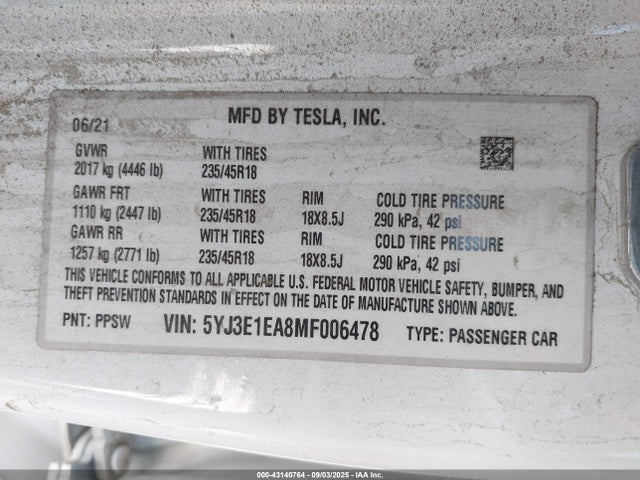 06/21 MFD BY TESLA, INC.
GVWR WITH TIRES
2017 kg (4446 lb) 235/45R18
GAWR FRT WITH TIRES RIM COLD TIRE PRESSURE
1110 kg (2447 lb) 235/45R18 18X8.5J 290 kPa, 42 psi
GAWR RR WITH TIRES RIM COLD TIRE PRESSURE
1257 kg (2771 lb) 235/45R18 18X8.5J 290 kPa, 42 psi
THIS VEHICLE CONFORMS TO ALL APPLICABLE U.S. FEDERAL MOTOR VEHICLE SAFETY, BUMPER, AND
THEFT PREVENTION STANDARDS IN EFFECT ON THE DATE OF MANUFACTURE SHOWN ABOVE.
PNT: PPSW VIN: 5YJ3E1EA8MF006478 TYPE: PASSENGER CAR
000-43140764 - 09/03/2025 - IAA, Inc.